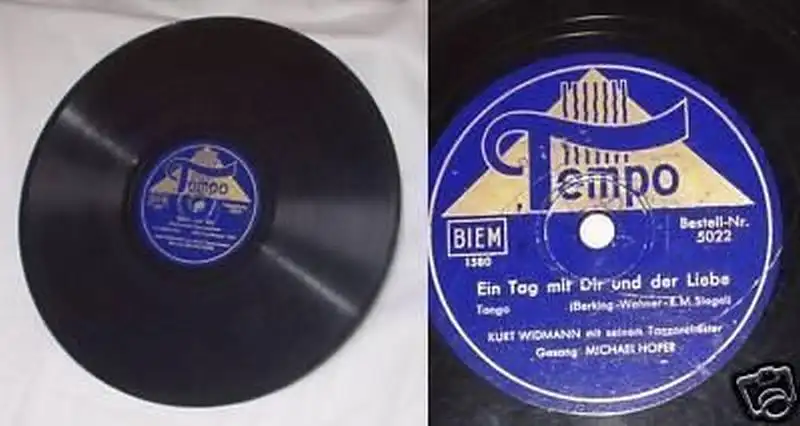 Tempo
Tempo
BIEM
1580
Bestell-Nr.
5022
Ein Tag mit Dir und der Liebe
Tango (Berking-Wehner-E.M.Siegel)
KURT WIDMANN mit seinem Tanzorchester
Gesang: MICHAEL HOFER